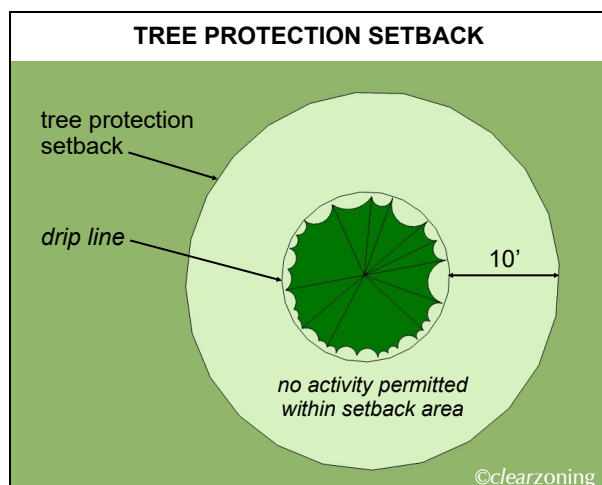 TREE PROTECTION SETBACK
tree protection
setback
drip line
10’
no activity permitted
within setback area
©clearzoning